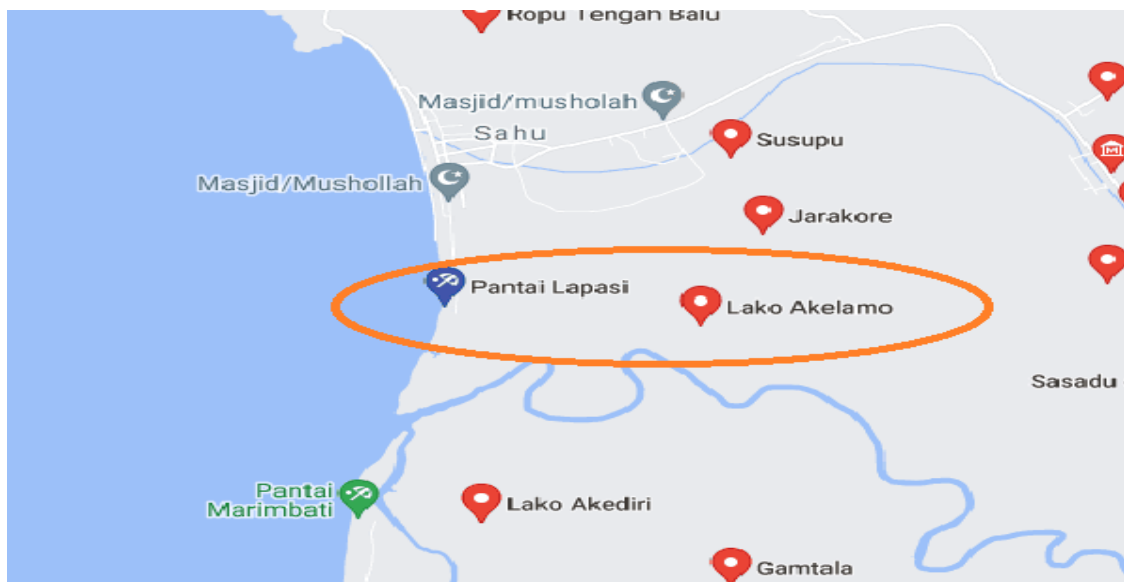 Ropu Tengah Balu
Masjid/musholah
Sahu
Susupu
Masjid/Mushollah
Jarakore
Pantai Lapasi
Lako Akelamo
Sasadu
Pantai
Marimbati
Lako Akediri
Gamtala